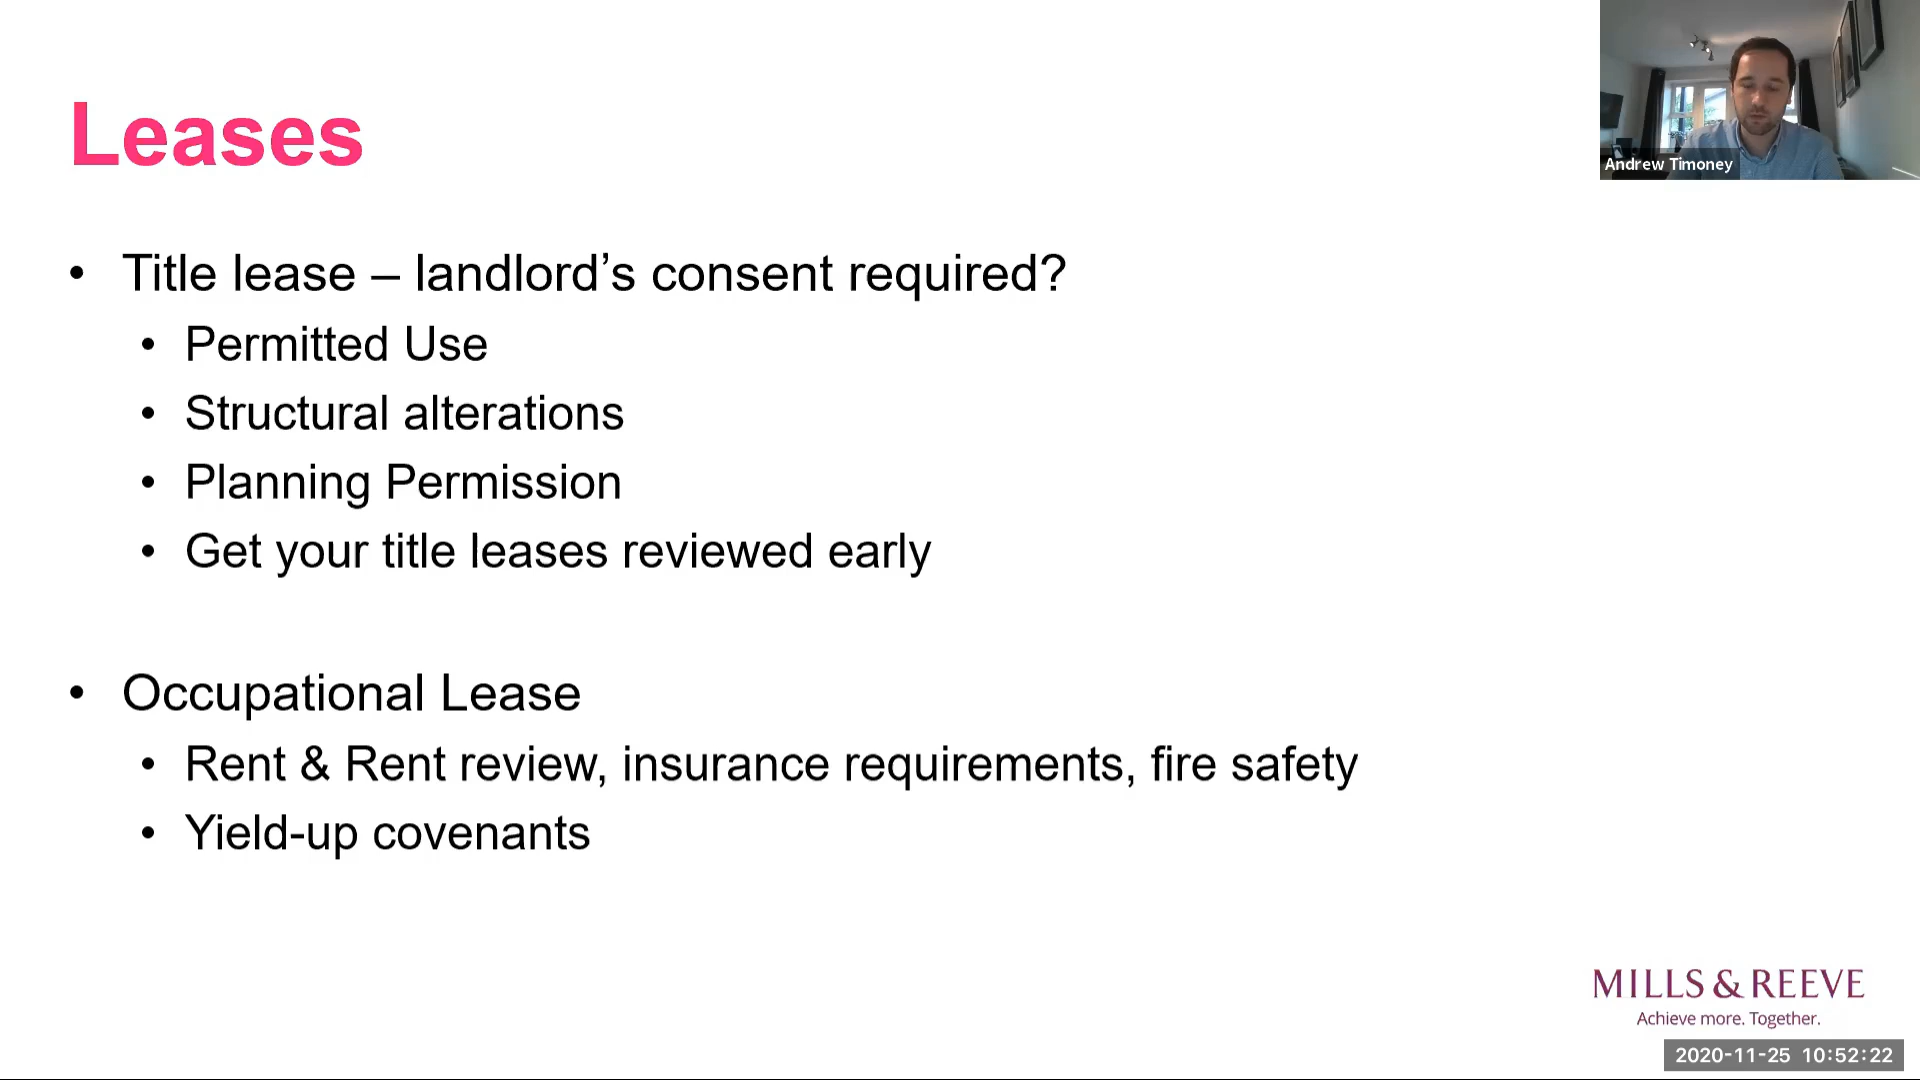 Leases
Andrew Timoney
• Title lease – landlord’s consent required?
• Permitted Use
• Structural alterations
• Planning Permission
• Get your title leases reviewed early
• Occupational Lease
• Rent & Rent review, insurance requirements, fire safety
• Yield-up covenants
MILLS & REEVE
Achieve more. Together.
2020-11-25 10:52:22